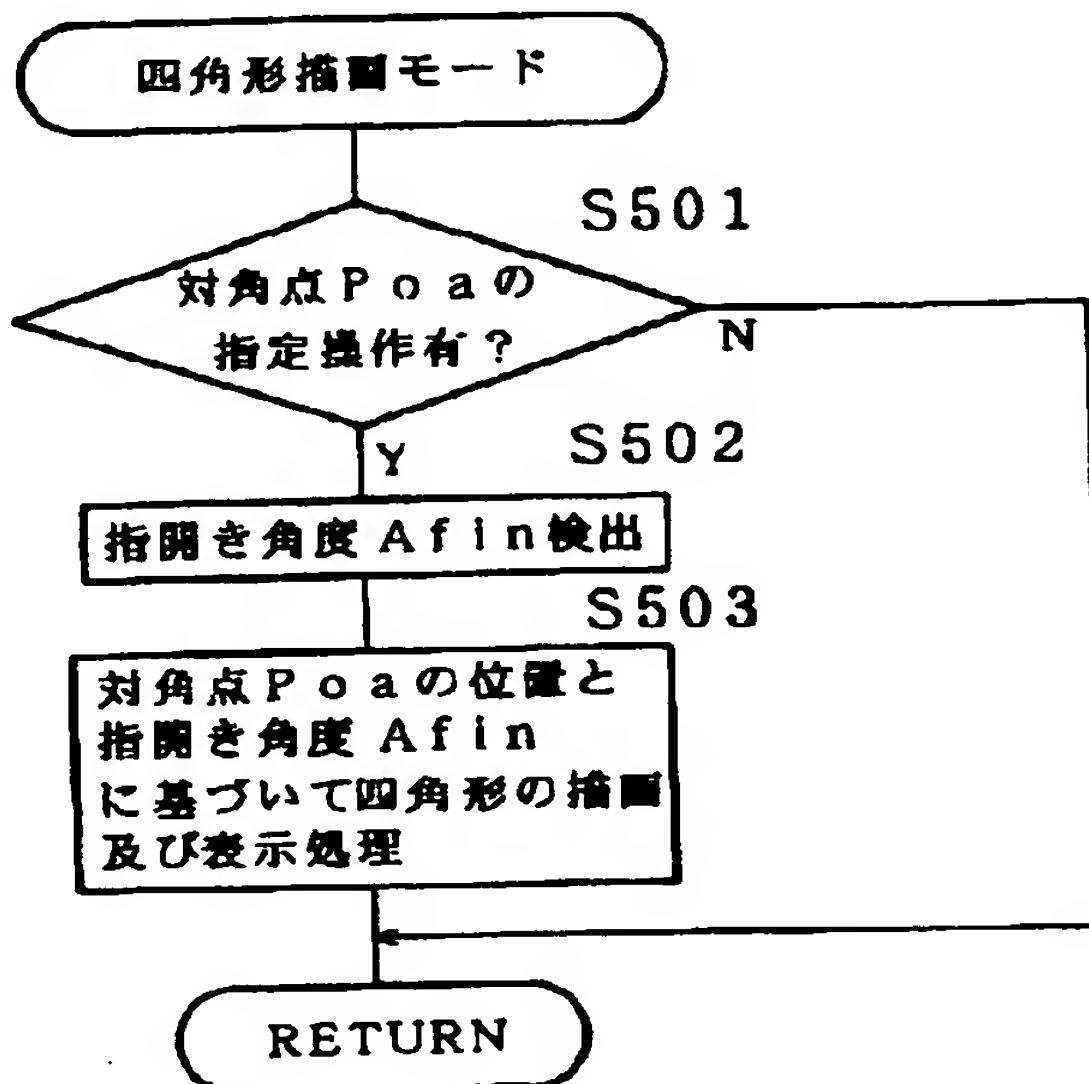 四角形描画モード
S501
対角点Poaの
指定操作有?
N
Y
S502
指開き角度Afin検出
S503
対角点Poaの位置と
指開き角度Afin
に基づいて四角形の描画
及び表示処理
RETURN